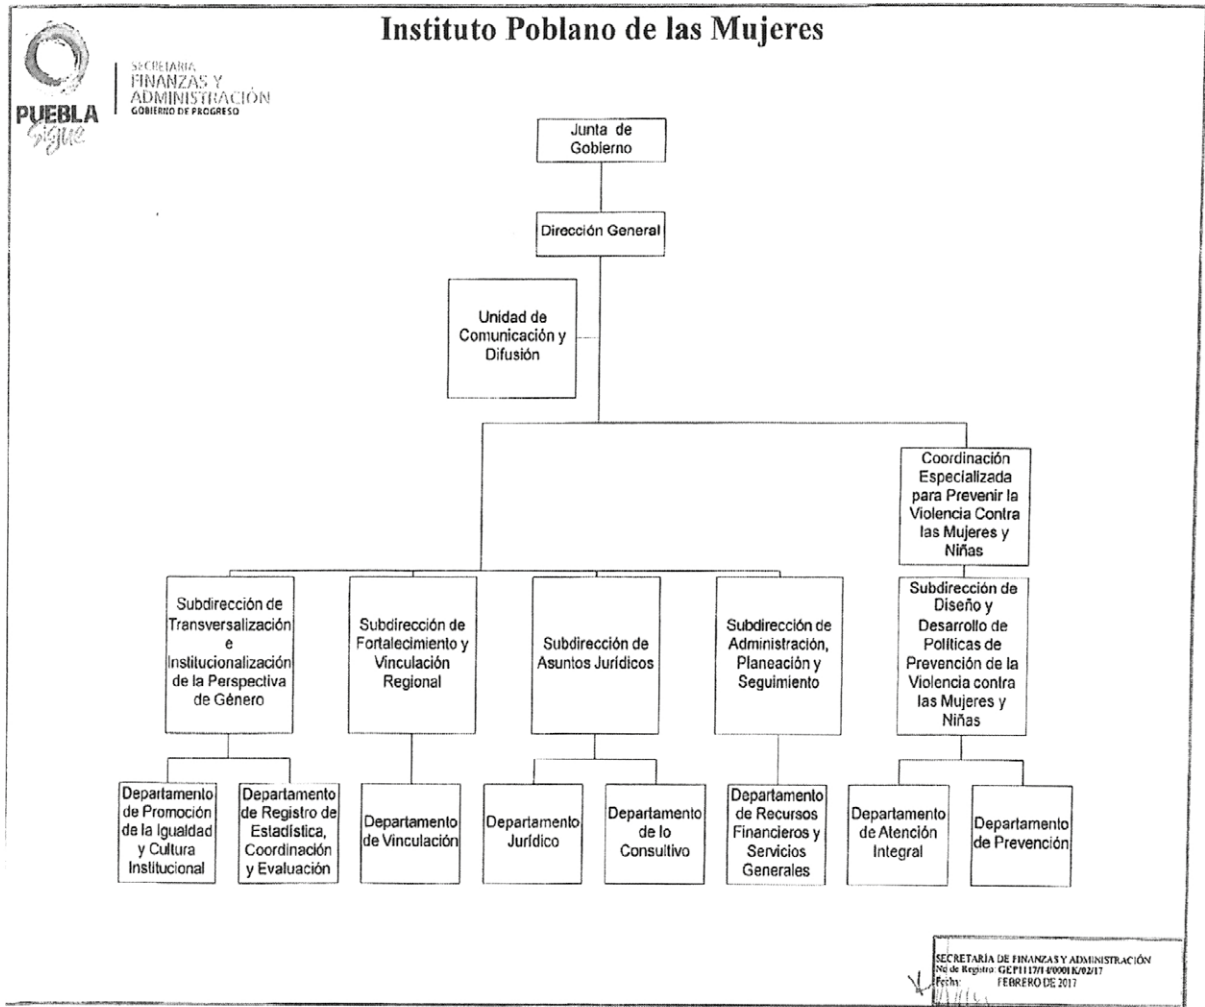 Instituto Poblano de las Mujeres
SECRETARÍA
FINANZAS Y
ADMINISTRACIÓN
GOBIERNO DE PROGRESO
PUEBLA
Sigue
Junta de
Gobierno
Dirección General
Unidad de
Comunicación y
Difusión
Coordinación
Especializada
para Prevenir la
Violencia Contra
las Mujeres y
Niñas
Subdirección de
Transversalización
e
Institucionalización
de la Perspectiva
de Género
Subdirección de
Fortalecimiento y
Vinculación
Regional
Subdirección de
Asuntos Jurídicos
Subdirección de
Administración,
Planeación y
Seguimiento
Subdirección de
Diseño y
Desarrollo de
Políticas de
Prevención de la
Violencia contra
las Mujeres y
Niñas
Departamento
de Promoción
de la Igualdad
y Cultura
Institucional
Departamento
de Registro de
Estadística,
Coordinación
y Evaluación
Departamento
de Vinculación
Departamento
Jurídico
Departamento
de lo
Consultivo
Departamento
de Recursos
Financieros y
Servicios
Generales
Departamento
de Atención
Integral
Departamento
de Prevención
SECRETARÍA DE FINANZAS Y ADMINISTRACIÓN
No de Registro:
Fecha: FEBRERO DE 2017